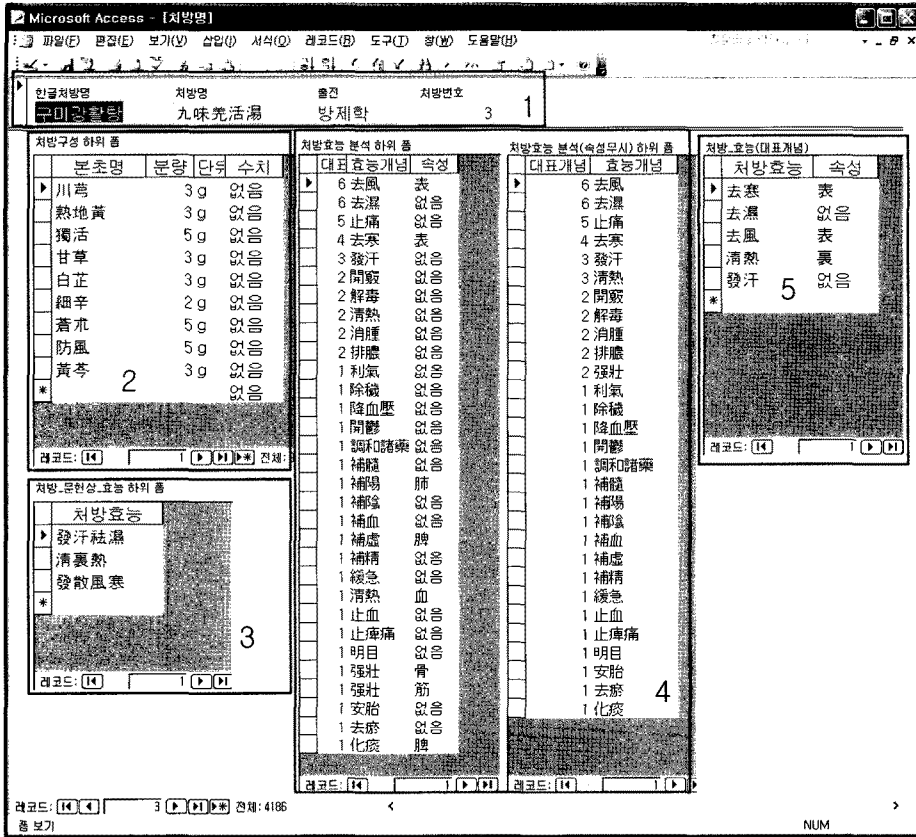 Microsoft Access - [처방명]
파일(F) 편집(E) 보기(V) 삽입(I) 서식(O) 레코드(R) 도구(T) 창(W) 도움말(H)
한글처방명 처방명 출전 처방번호
구미강활탕 九味羌活湯 방제학 3
1
처방구성 하위 폼
본초명 분량 단위 수치
川芎 3 g 없음
熟地黃 3 g 없음
獨活 5 g 없음
甘草 3 g 없음
白芷 3 g 없음
細辛 2 g 없음
蒼朮 5 g 없음
防風 5 g 없음
黃芩 3 g 없음
없음
2
레코드: 1 전체:
처방_문헌상_효능 하위 폼
처방효능
發汗祛濕
淸裏熱
發散風寒
3
레코드: 1
처방효능 분석 하위 폼
대표 효능개념 속성
6 去風 表
6 去濕 없음
5 止痛 없음
4 去寒 表
3 發汗 없음
2 開竅 없음
2 解毒 없음
2 淸熱 없음
2 消腫 없음
2 排膿 없음
1 利氣 없음
1 除穢 없음
1 降血壓 없음
1 開鬱 없음
1 調和諸藥 없음
1 補髓 없음
1 補陽 肺
1 補陰 없음
1 補血 없음
1 補虛 脾
1 補精 없음
1 緩急 없음
1 淸熱 血
1 止血 없음
1 止痺痛 없음
1 明目 없음
1 强壯 骨
1 强壯 筋
1 安胎 없음
1 去瘀 없음
1 化痰 脾
레코드: 1
처방효능 분석(속성무시) 하위 폼
대표개념 효능개념
6 去風
6 去濕
5 止痛
4 去寒
3 發汗
3 淸熱
2 開竅
2 解毒
2 消腫
2 排膿
2 强壯
1 利氣
1 除穢
1 降血壓
1 開鬱
1 調和諸藥
1 補髓
1 補陽
1 補陰
1 補血
1 補虛
1 補精
1 緩急
1 止血
1 止痺痛
1 明目
1 安胎
1 去瘀
1 化痰
4
레코드: 1
처방_효능(대표개념)
처방효능 속성
去寒 表
去濕 없음
去風 表
淸熱 裏
發汗 없음
5
레코드: 1
레코드: 3 전체: 4186
폼 보기 NUM